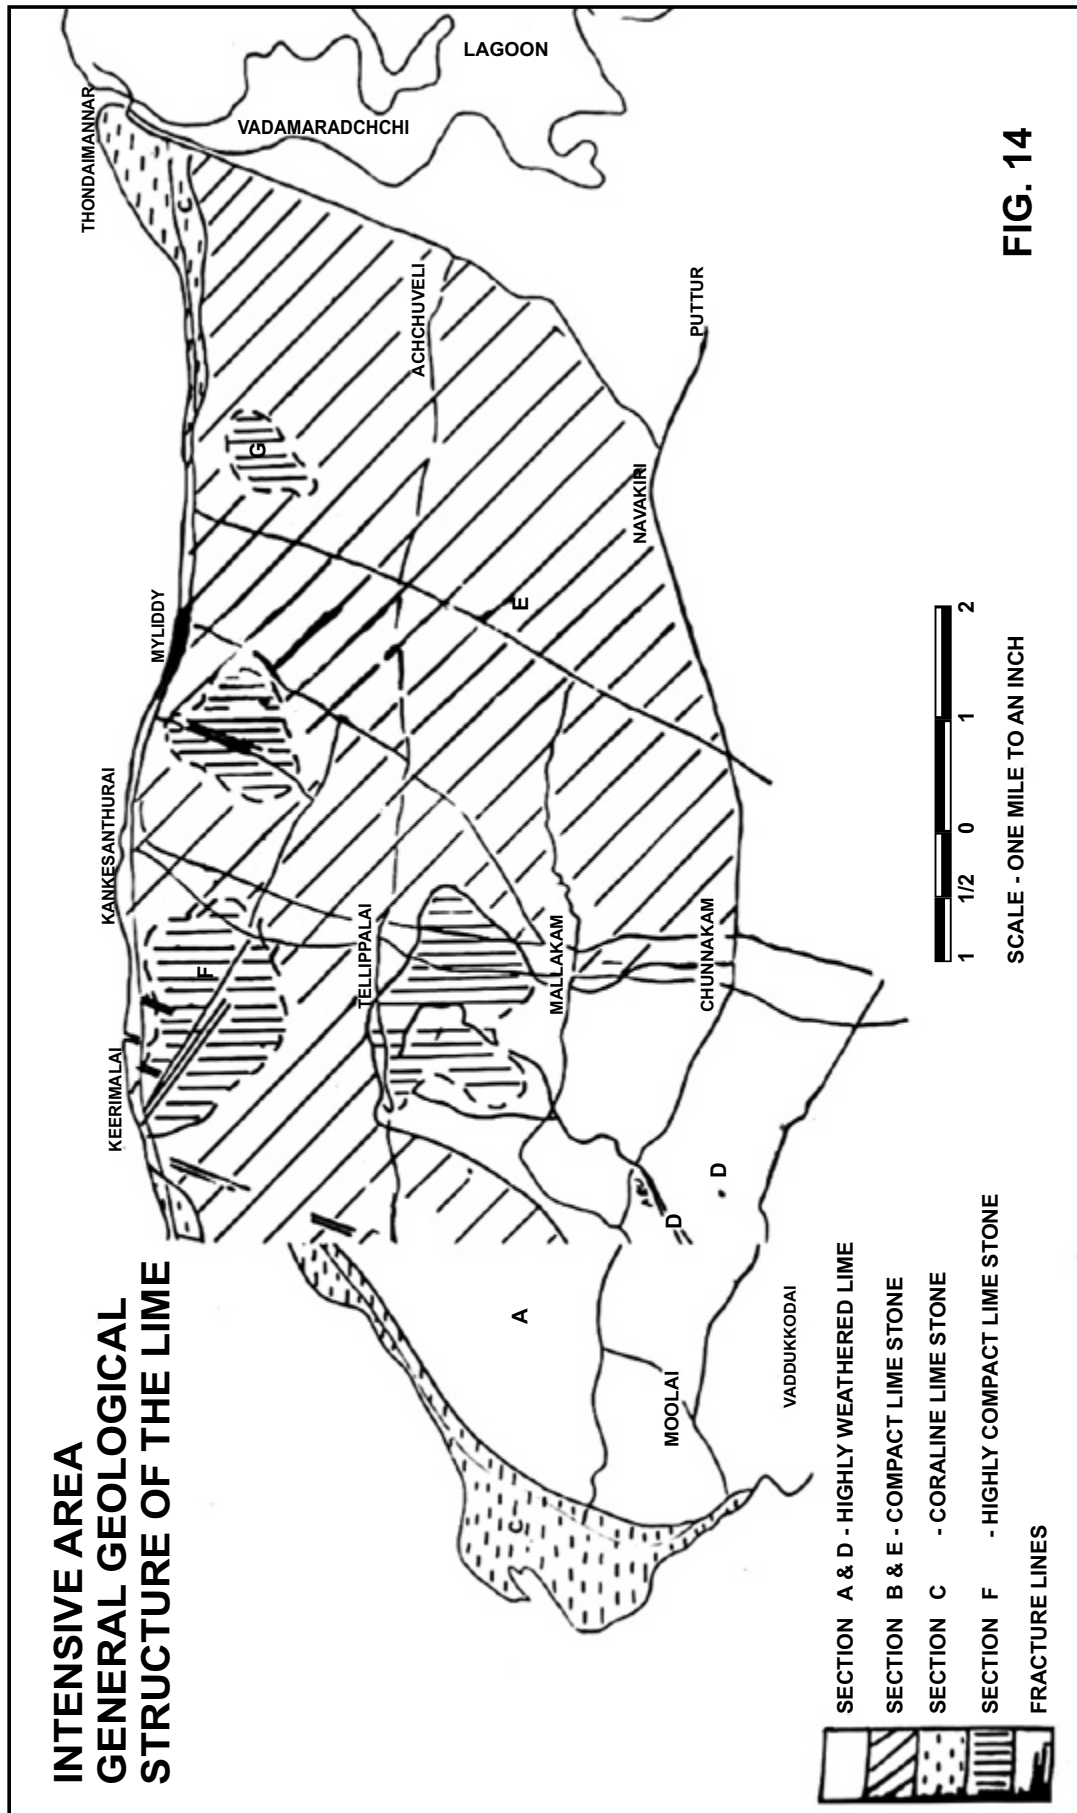 INTENSIVE AREA
GENERAL GEOLOGICAL
STRUCTURE OF THE LIME
THONDAIMANNAR
LAGOON
VADAMARADCHCHI
C
ACHCHUVELI
PUTTUR
G
NAVAKIRI
MYLIDDY
E
KANKESANTHURAI
F
TELLIPPALAI
MALLAKAM
CHUNNAKAM
KEERIMALAI
D
D
A
MOOLAI
VADDUKKODAI
C
SECTION A & D - HIGHLY WEATHERED LIME
SECTION B & E - COMPACT LIME STONE
SECTION C - CORALINE LIME STONE
SECTION F - HIGHLY COMPACT LIME STONE
FRACTURE LINES
1 1/2 0 1 2
SCALE - ONE MILE TO AN INCH
FIG. 14